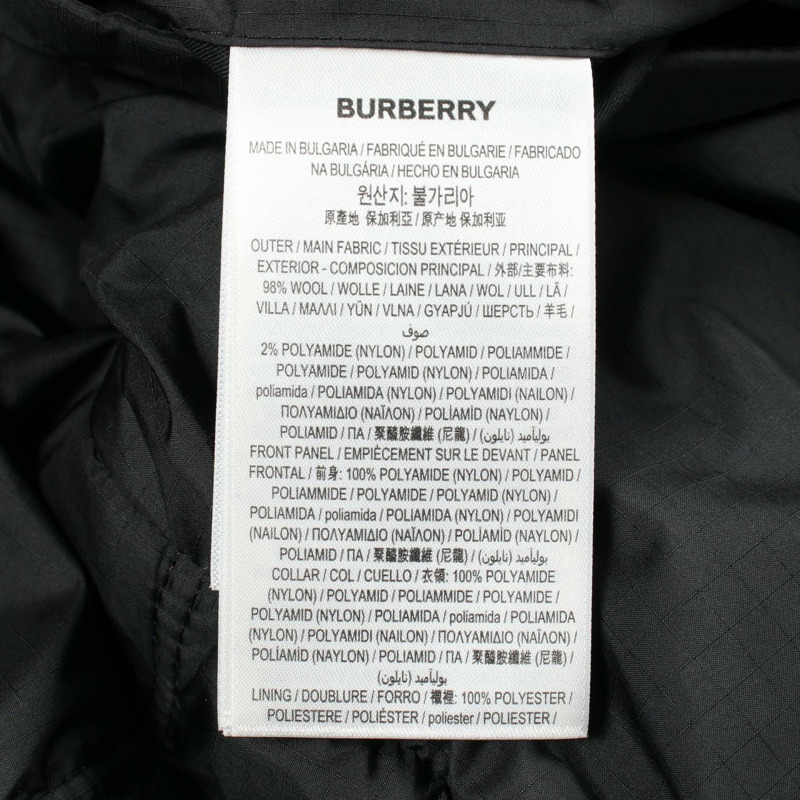 BURBERRY
MADE IN BULGARIA / FABRIQUÉ EN BULGARIE / FABRICADO
NA BULGÁRIA / HECHO EN BULGARIA
원산지: 불가리아
原產地 保加利亞 / 原产地 保加利亚
OUTER / MAIN FABRIC / TISSU EXTÉRIEUR / PRINCIPAL /
EXTERIOR - COMPOSICION PRINCIPAL / 外部/主要布料:
98% WOOL / WOLLE / LAINE / LANA / WOL / ULL / LÃ /
VILLA / ΜΑΛΛΙ / YÜN / VLNA / GYAPJÚ / ШЕРСТЬ / 羊毛 /
صوف
2% POLYAMIDE (NYLON) / POLYAMID / POLIAMMIDE /
POLYAMIDE / POLYAMID (NYLON) / POLIAMIDA /
poliamida / POLIAMIDA (NYLON) / POLYAMIDI (NAILON) /
ΠΟΛΥΑΜΙΔΙΟ (ΝΑΪΛΟΝ) / POLİAMİD (NAYLON) /
POLIAMID / ПА / 聚醯胺纖維 (尼龍) / بوليآميد (نايلون)
FRONT PANEL / EMPIÈCEMENT SUR LE DEVANT / PANEL
FRONTAL / 前身: 100% POLYAMIDE (NYLON) / POLYAMID /
POLIAMMIDE / POLYAMIDE / POLYAMID (NYLON) /
POLIAMIDA / poliamida / POLIAMIDA (NYLON) / POLYAMIDI
(NAILON) / ΠΟΛΥΑΜΙΔΙΟ (ΝΑΪΛΟΝ) / POLİAMİD (NAYLON) /
POLIAMID / ПА / 聚醯胺纖維 (尼龍) / بوليآميد (نايلون)
COLLAR / COL / CUELLO / 衣領: 100% POLYAMIDE
(NYLON) / POLYAMID / POLIAMMIDE / POLYAMIDE /
POLYAMID (NYLON) / POLIAMIDA / poliamida / POLIAMIDA
(NYLON) / POLYAMIDI (NAILON) / ΠΟΛΥΑΜΙΔΙΟ (ΝΑΪΛΟΝ) /
POLİAMİD (NAYLON) / POLIAMID / ПА / 聚醯胺纖維 (尼龍) /
بوليآميد (نايلون)
LINING / DOUBLURE / FORRO / 襯裡: 100% POLYESTER /
POLIESTERE / POLIÉSTER / poliester / POLYESTER /